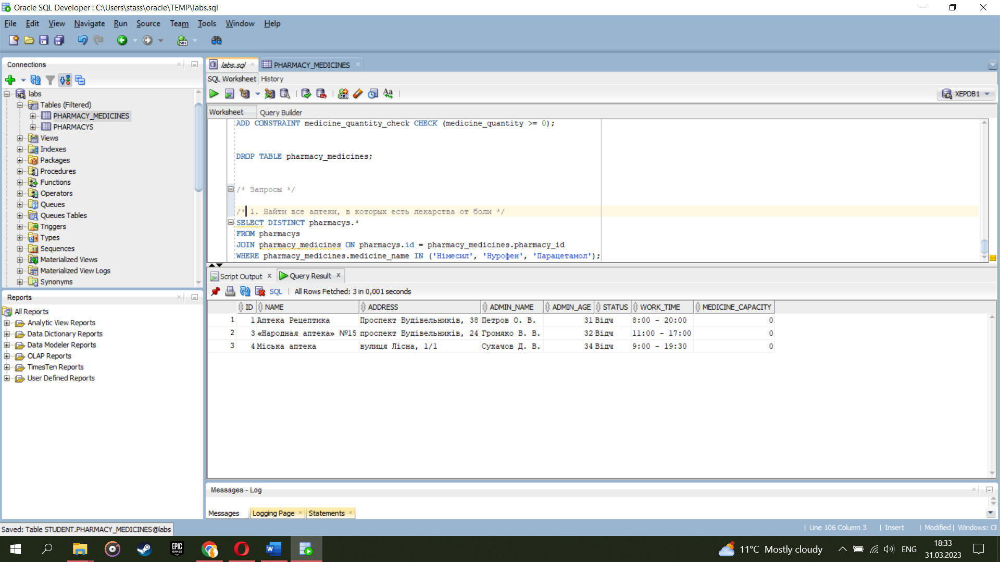 Oracle SQL Developer : C:\Users\stass\oracle\TEMP\labs.sql
File Edit View Navigate Run Source Team Tools Window Help
Connections
labs
Tables (Filtered)
PHARMACY_MEDICINES
PHARMACYS
Views
Indexes
Packages
Procedures
Functions
Operators
Queues
Queues Tables
Triggers
Types
Sequences
Materialized Views
Materialized View Logs
Synonyms
Reports
All Reports
Analytic View Reports
Data Dictionary Reports
Data Modeler Reports
OLAP Reports
TimesTen Reports
User Defined Reports
labs.sql PHARMACY_MEDICINES
SQL Worksheet History
XEPDB1
Worksheet Query Builder
ADD CONSTRAINT medicine_quantity_check CHECK (medicine_quantity >= 0);
DROP TABLE pharmacy_medicines;
/* Запросы */
/* 1. Найти все аптеки, в которых есть лекарства от боли */
SELECT DISTINCT pharmacys.*
FROM pharmacys
JOIN pharmacy_medicines ON pharmacys.id = pharmacy_medicines.pharmacy_id
WHERE pharmacy_medicines.medicine_name IN ('Німесил', 'Нурофен', 'Парацетамол');
Script Output Query Result
SQL All Rows Fetched: 3 in 0,001 seconds
ID NAME ADDRESS ADMIN_NAME ADMIN_AGE STATUS WORK_TIME MEDICINE_CAPACITY
1 1 Аптека Рецептика Проспект Будівельників, 38 Петров О. В. 31 Відч 8:00 - 20:00 0
2 3 «Народная аптека» №15 проспект Будівельників, 24 Громяко В. В. 32 Відч 11:00 - 17:00 0
3 4 Міська аптека вулиця Лісна, 1/1 Сухачов Д. В. 34 Відч 9:00 - 19:30 0
Messages - Log
Messages Logging Page Statements
Saved: Table STUDENT.PHARMACY_MEDICINES@labs
Line 106 Column 3 Insert Modified Windows: CF
EPIC GAMES
11°C Mostly cloudy ENG 18:33
31.03.2023